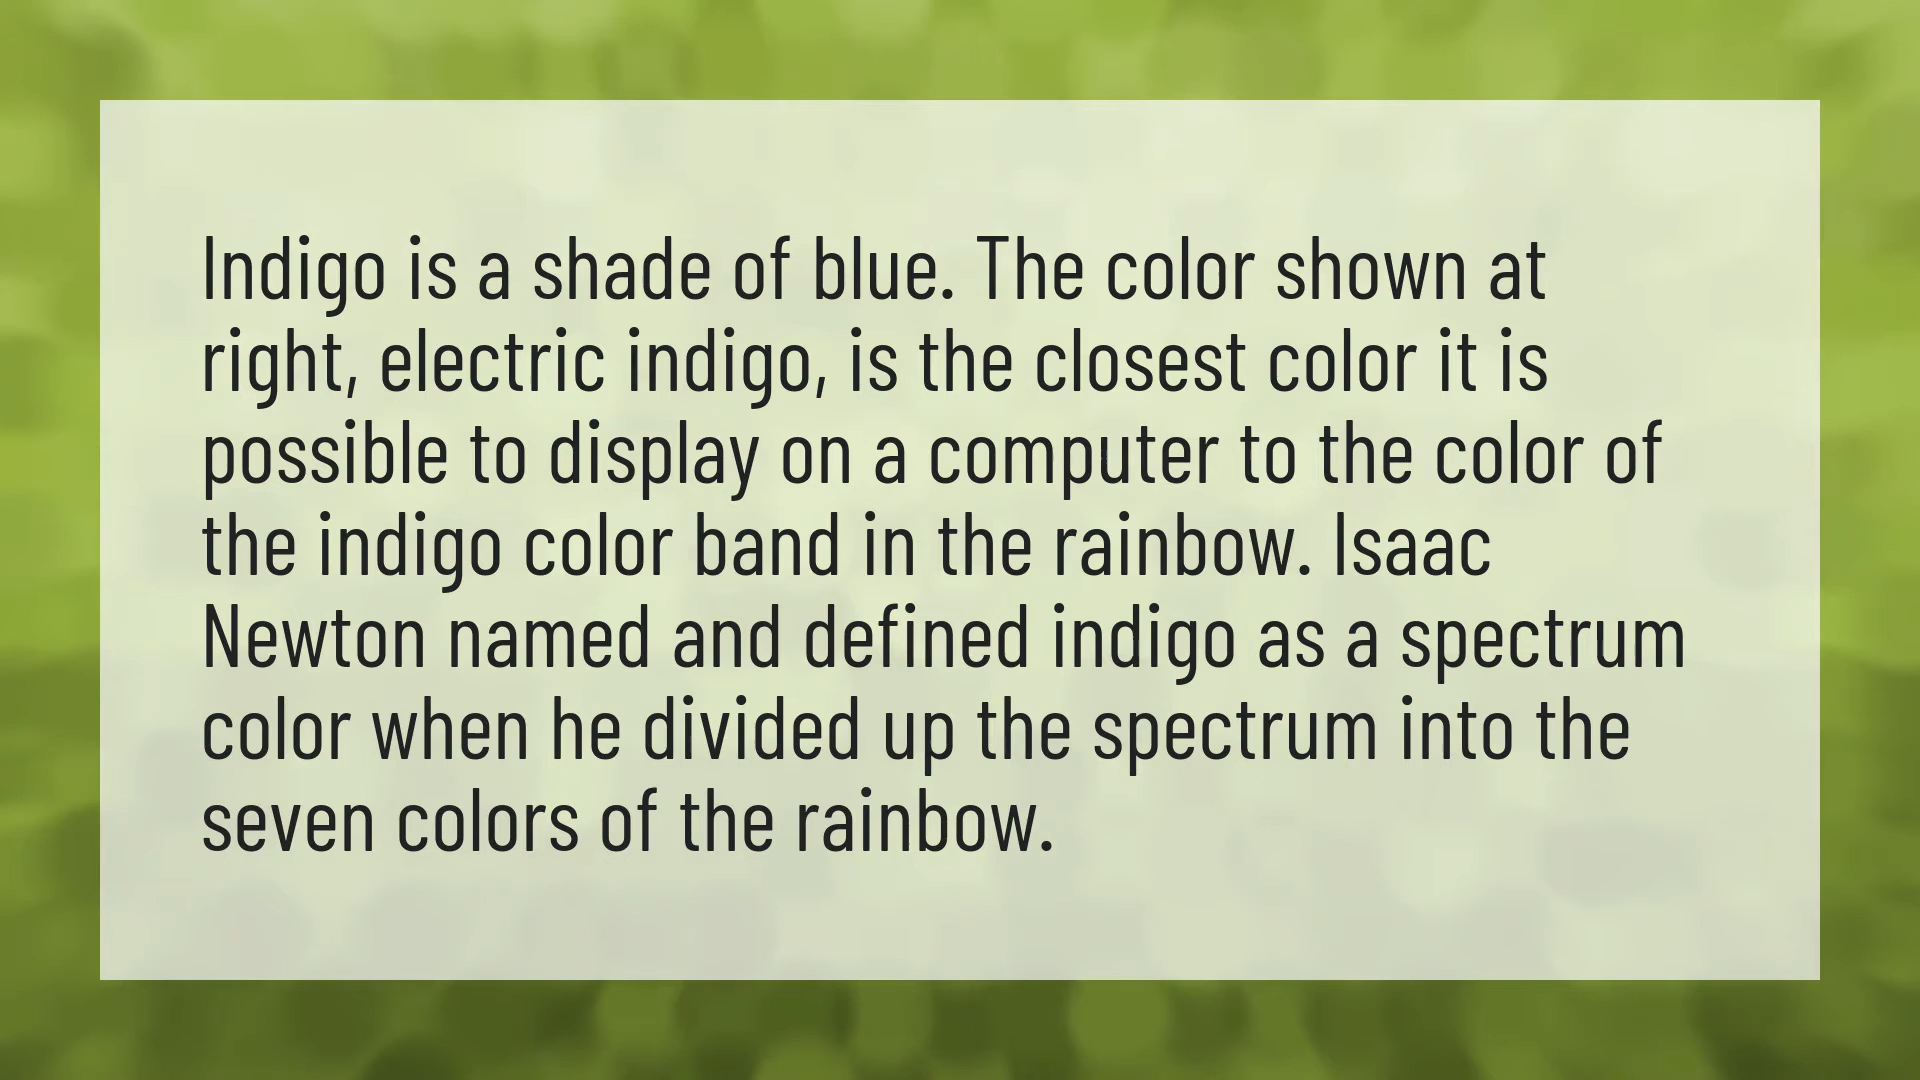 Indigo is a shade of blue. The color shown at
right, electric indigo, is the closest color it is
possible to display on a computer to the color of
the indigo color band in the rainbow. Isaac
Newton named and defined indigo as a spectrum
color when he divided up the spectrum into the
seven colors of the rainbow.